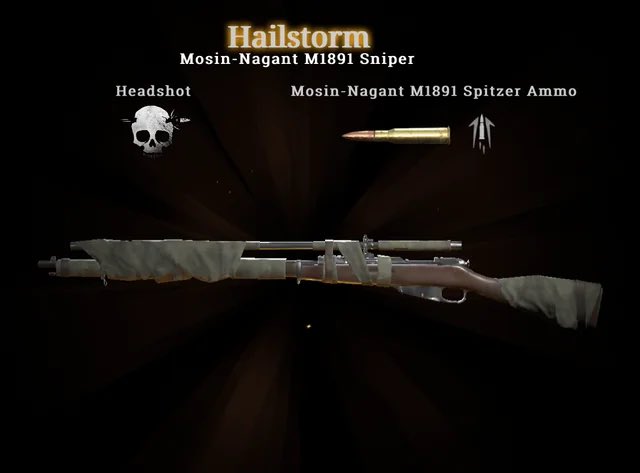 Hailstorm
Mosin-Nagant M1891 Sniper
Headshot
Mosin-Nagant M1891 Spitzer Ammo